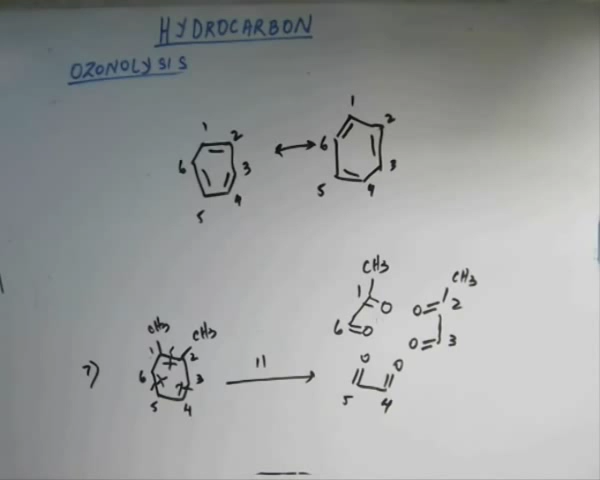 HYDROCARBON
OZONOLYSIS
1 2 3 4 5 6
1 2 3 4 5 6
7)
CH3 CH3
1 2 3 4 5 6
11
CH3
1 O
6 O
CH3
O 2
O 3
O O
5 4